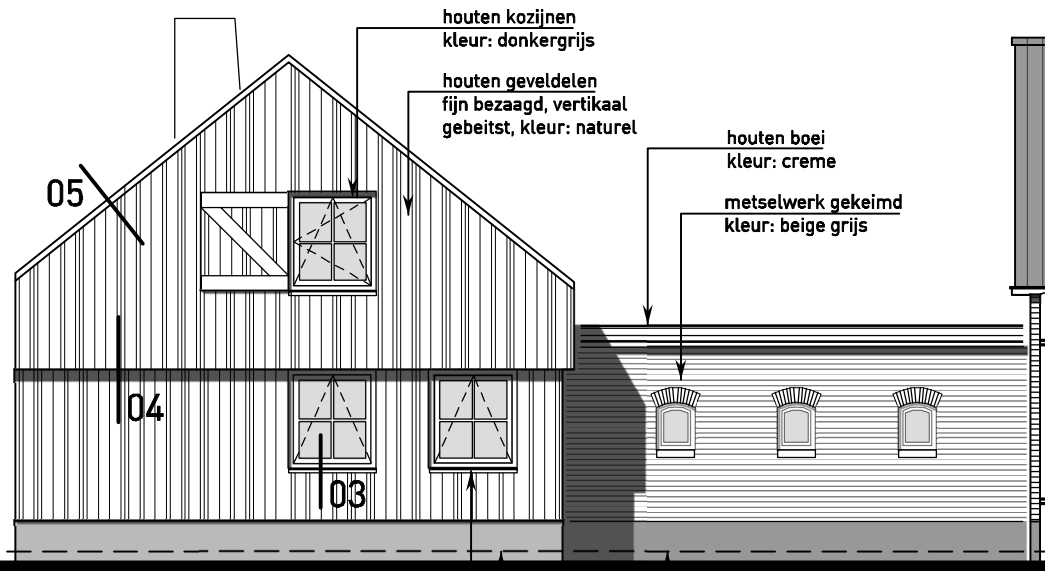 houten kozijnen
kleur: donkergrijs
houten geveldelen
fijn bezaagd, vertikaal
gebeitst, kleur: naturel
houten boei
kleur: creme
metselwerk gekeimd
kleur: beige grijs
05
04
03